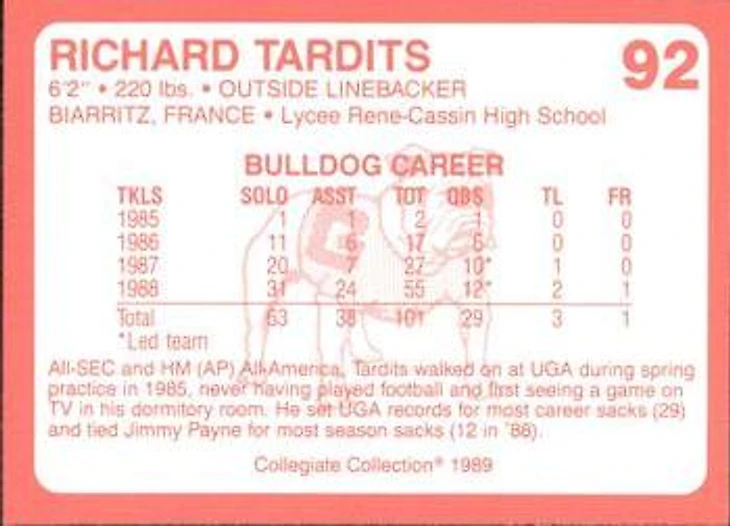 RICHARD TARDITS
92
6'2" • 220 lbs. • OUTSIDE LINEBACKER
BIARRITZ, FRANCE • Lycee Rene-Cassin High School
BULLDOG CAREER
TKLS SOLO ASST TOT QBS TL FR
1985 1 1 2 1 0 0
1986 11 6 17 6 0 0
1987 20 7 27 10* 1 0
1988 31 24 55 12* 2 1
Total 63 38 101 29 3 1
*Led team
All-SEC and HM (AP) All-America, Tardits walked on at UGA during spring
practice in 1985, never having played football and first seeing a game on
TV in his dormitory room. He set UGA records for most career sacks (29)
and tied Jimmy Payne for most season sacks (12 in '88).
Collegiate Collection® 1989